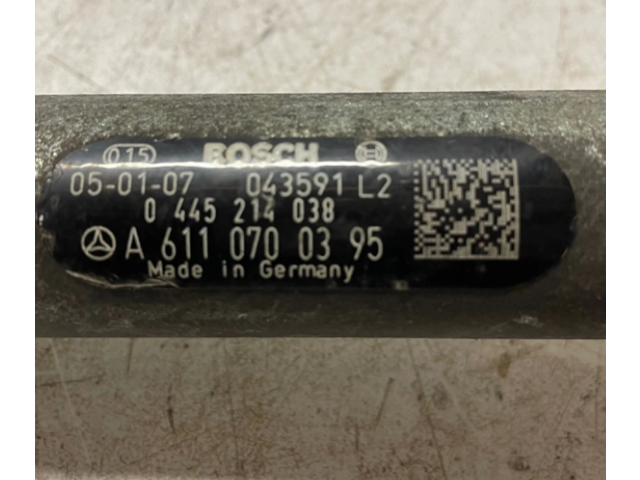 015 BOSCH
05-01-07 043591 L2
0 445 214 038
A 611 070 03 95
Made in Germany